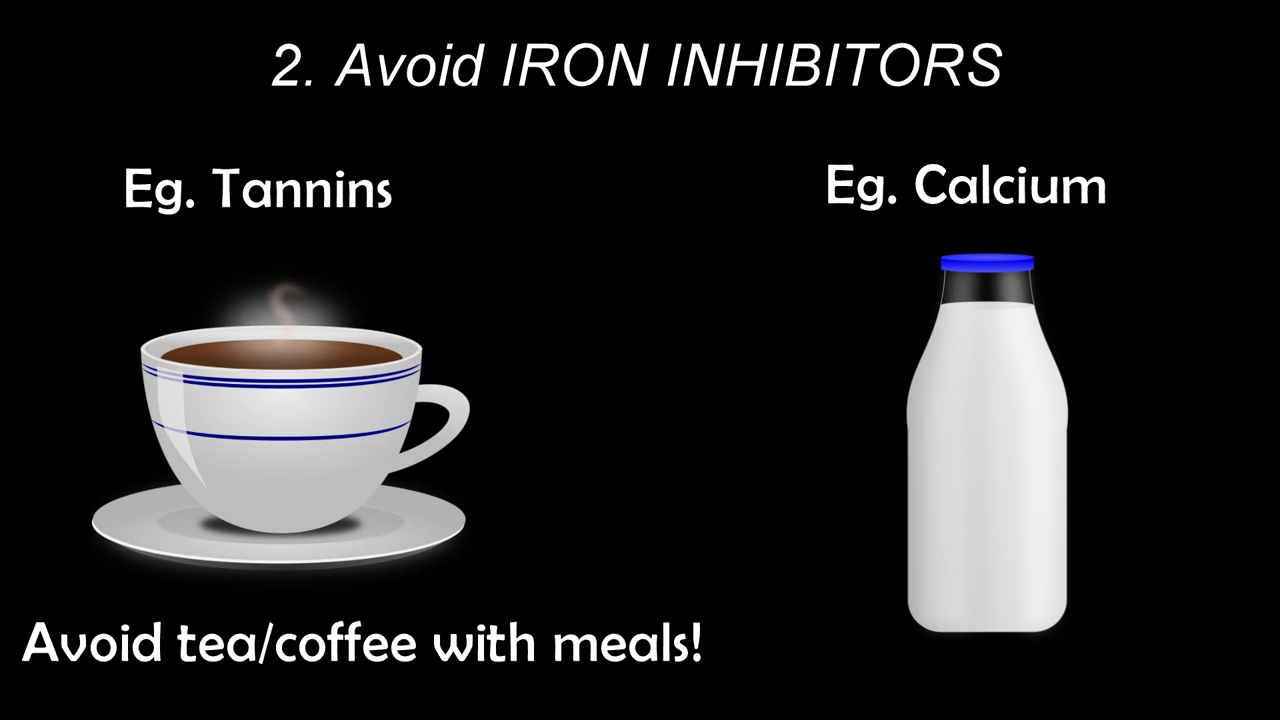 2. Avoid IRON INHIBITORS
Eg. Tannins
Eg. Calcium
Avoid tea/coffee with meals!